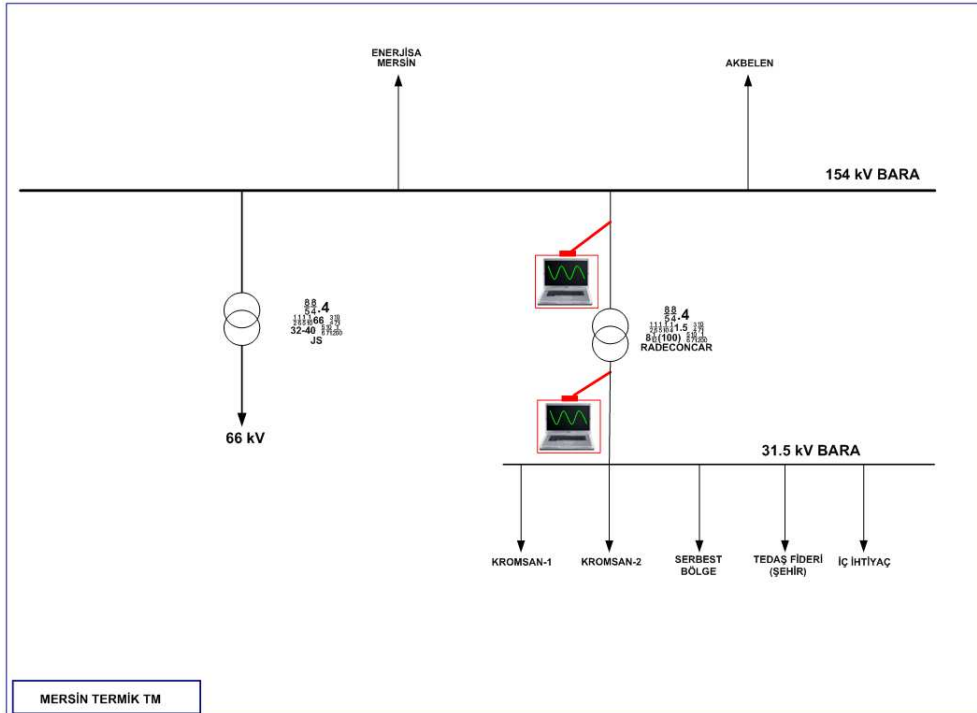 ENERJİSA
MERSİN
AKBELEN
154 kV BARA
JS
RADECONCAR
66 kV
31.5 kV BARA
KROMSAN-1
KROMSAN-2
SERBEST
BÖLGE
TEDAŞ FİDERİ
(ŞEHİR)
İÇ İHTİYAÇ
MERSİN TERMİK TM